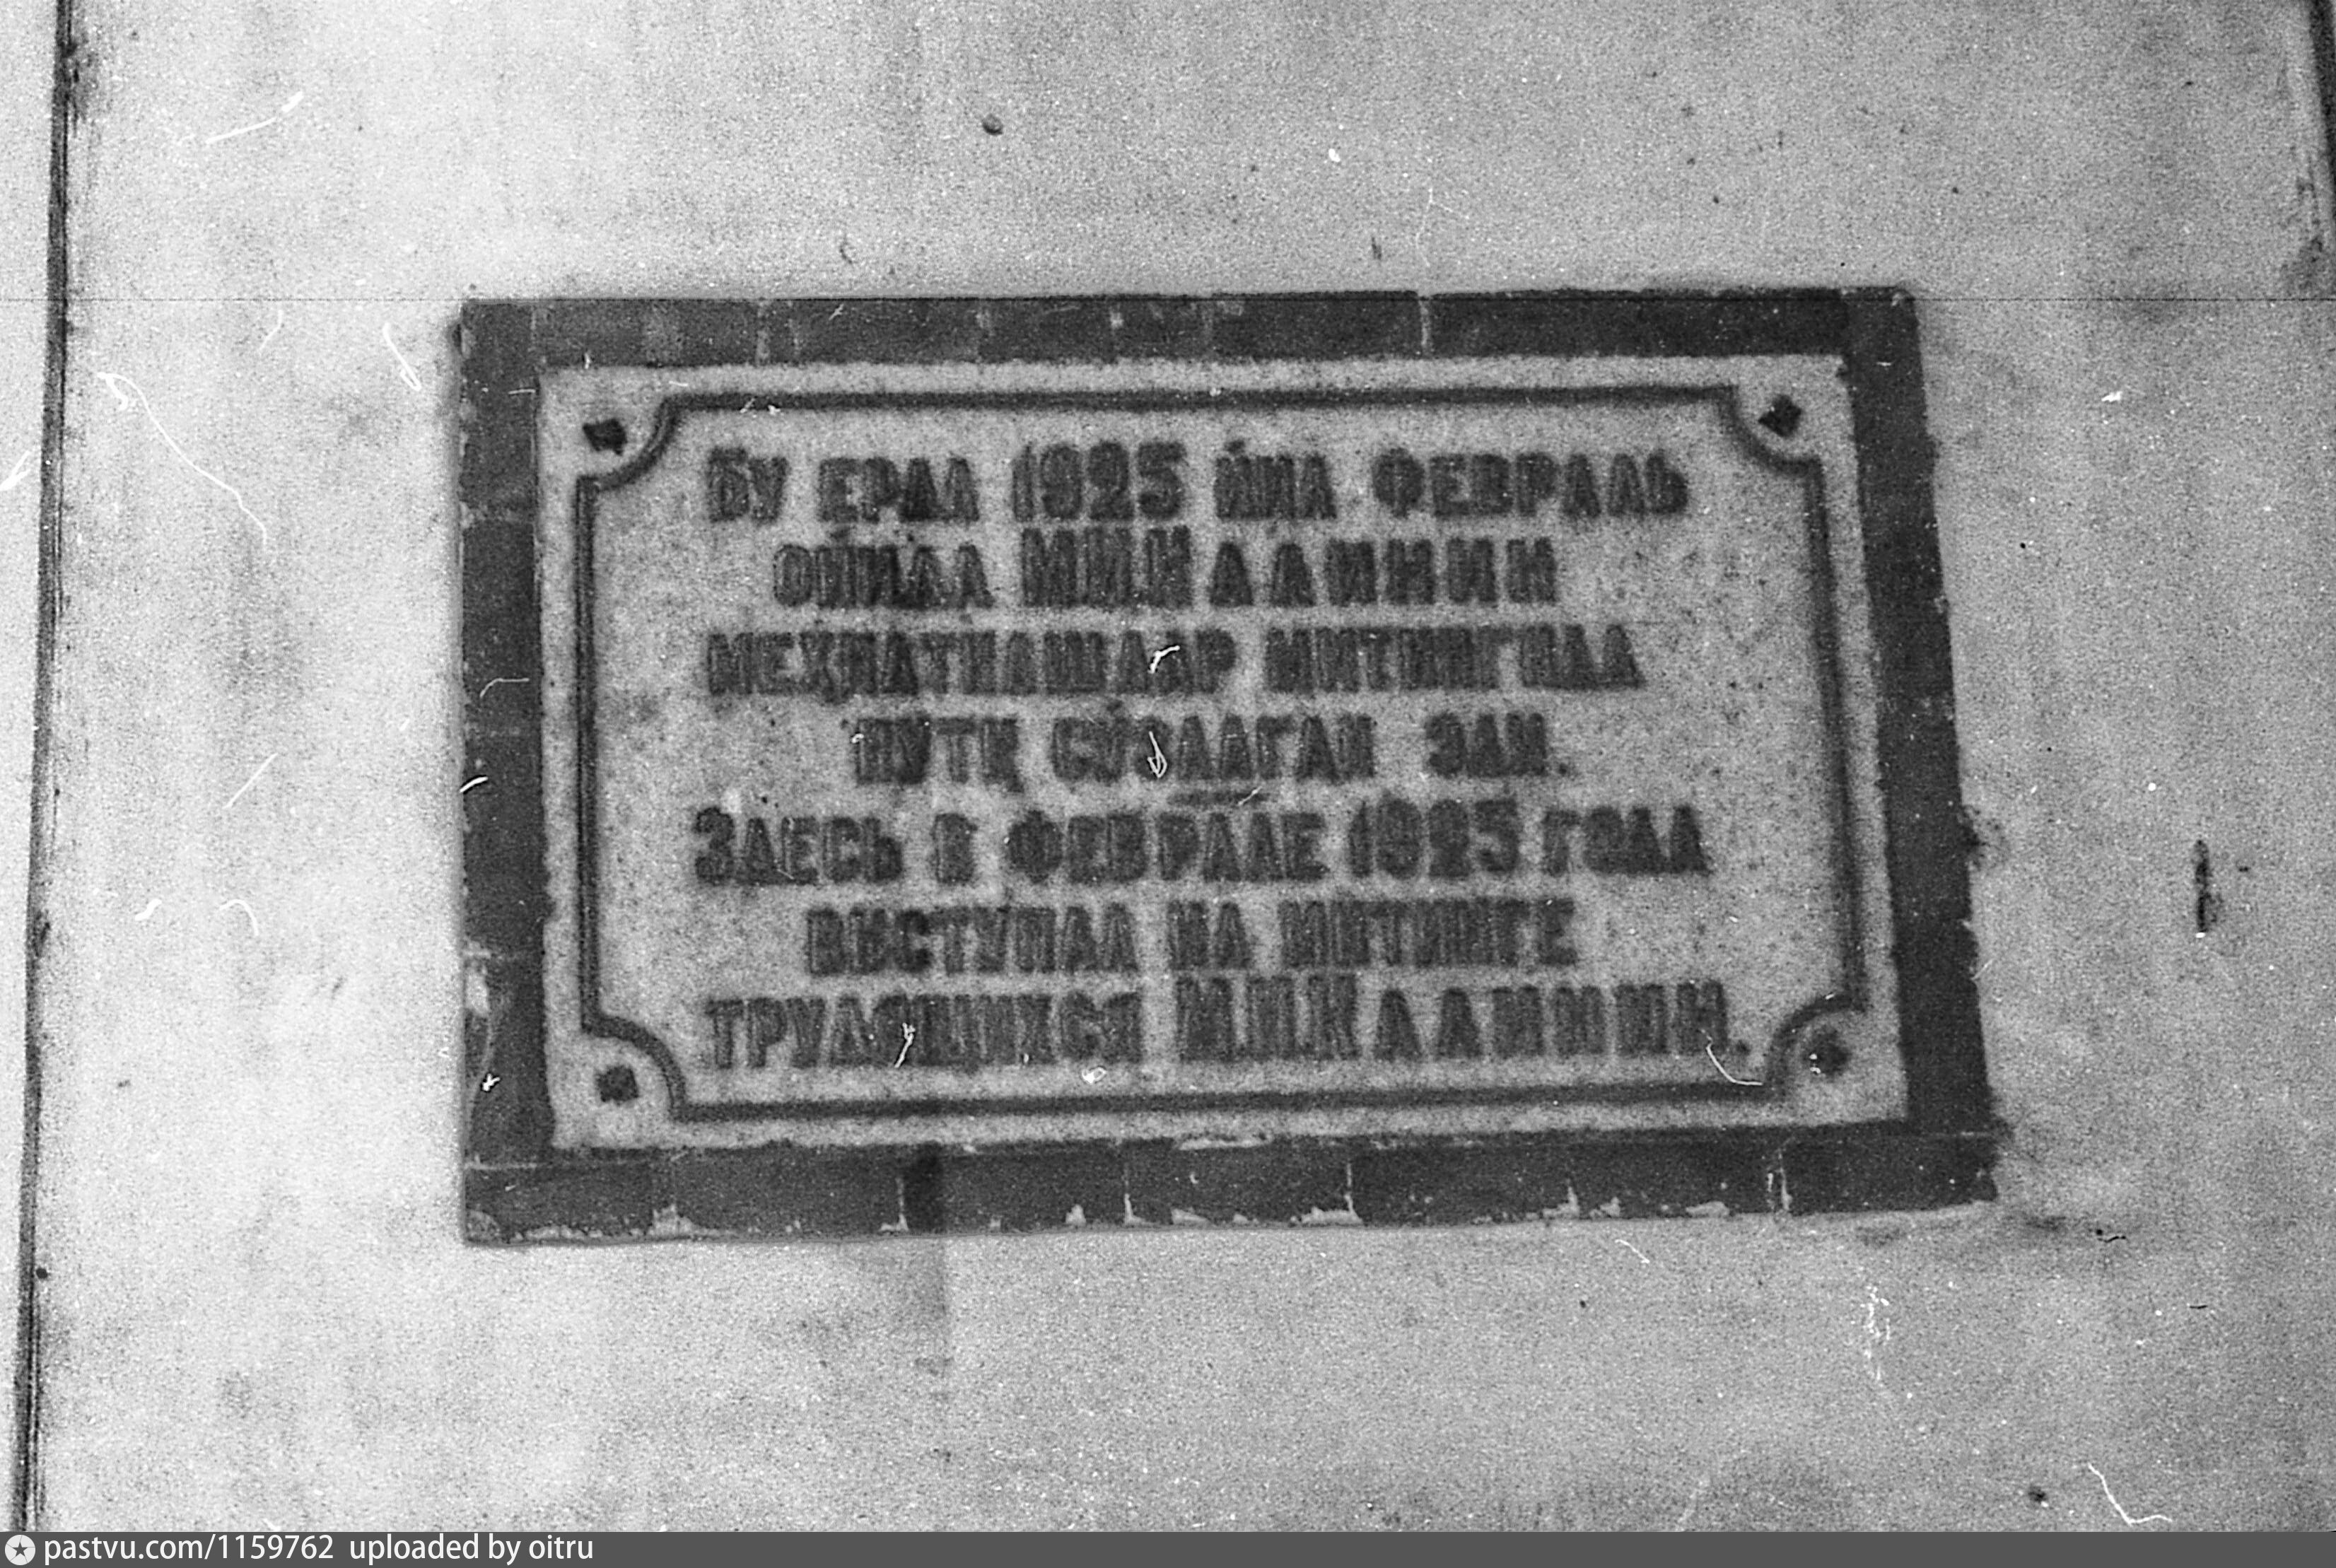 БУ ЕРДА 1925 ЙИЛ ФЕВРАЛЬ
ОЙИДА М.И.КАЛИНИН
МЕҲНАТКАШЛАР МИТИНГИДА
НУТҚ СЎЗЛАГАН ЭДИ.
ЗДЕСЬ В ФЕВРАЛЕ 1925 ГОДА
ВЫСТУПАЛ НА МИТИНГЕ
ТРУДЯЩИХСЯ М.И.КАЛИНИН.
pastvu.com/1159762 uploaded by oitru